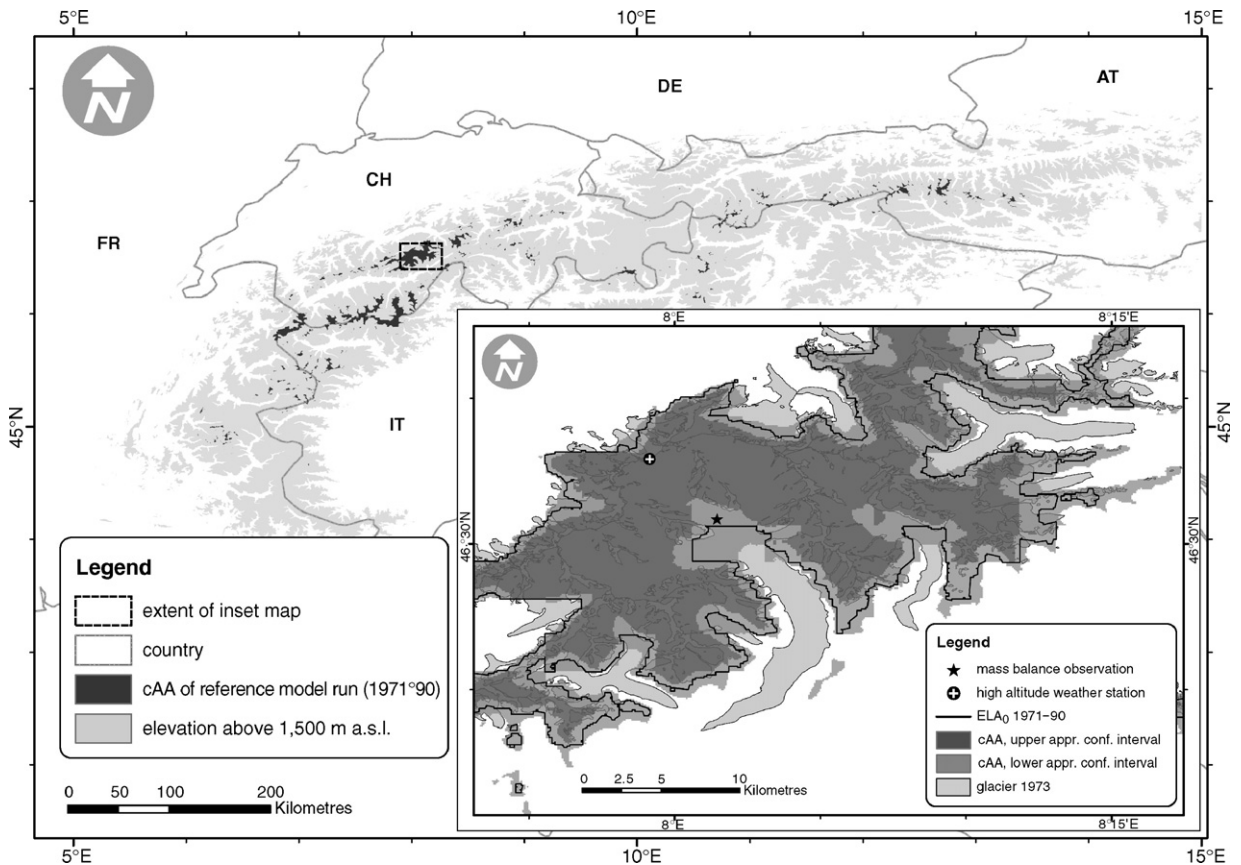 5°E
10°E
15°E
N
DE
AT
CH
FR
IT
45°N
45°N
Legend
extent of inset map
country
cAA of reference model run (1971°90)
elevation above 1,500 m a.s.l.
0 50 100 200
Kilometres
8°E
8°15'E
N
46°30'N
46°30'N
Legend
mass balance observation
high altitude weather station
ELA0 1971–90
cAA, upper appr. conf. interval
cAA, lower appr. conf. interval
glacier 1973
0 2.5 5 10
Kilometres
8°E
8°15'E
5°E
10°E
15°E